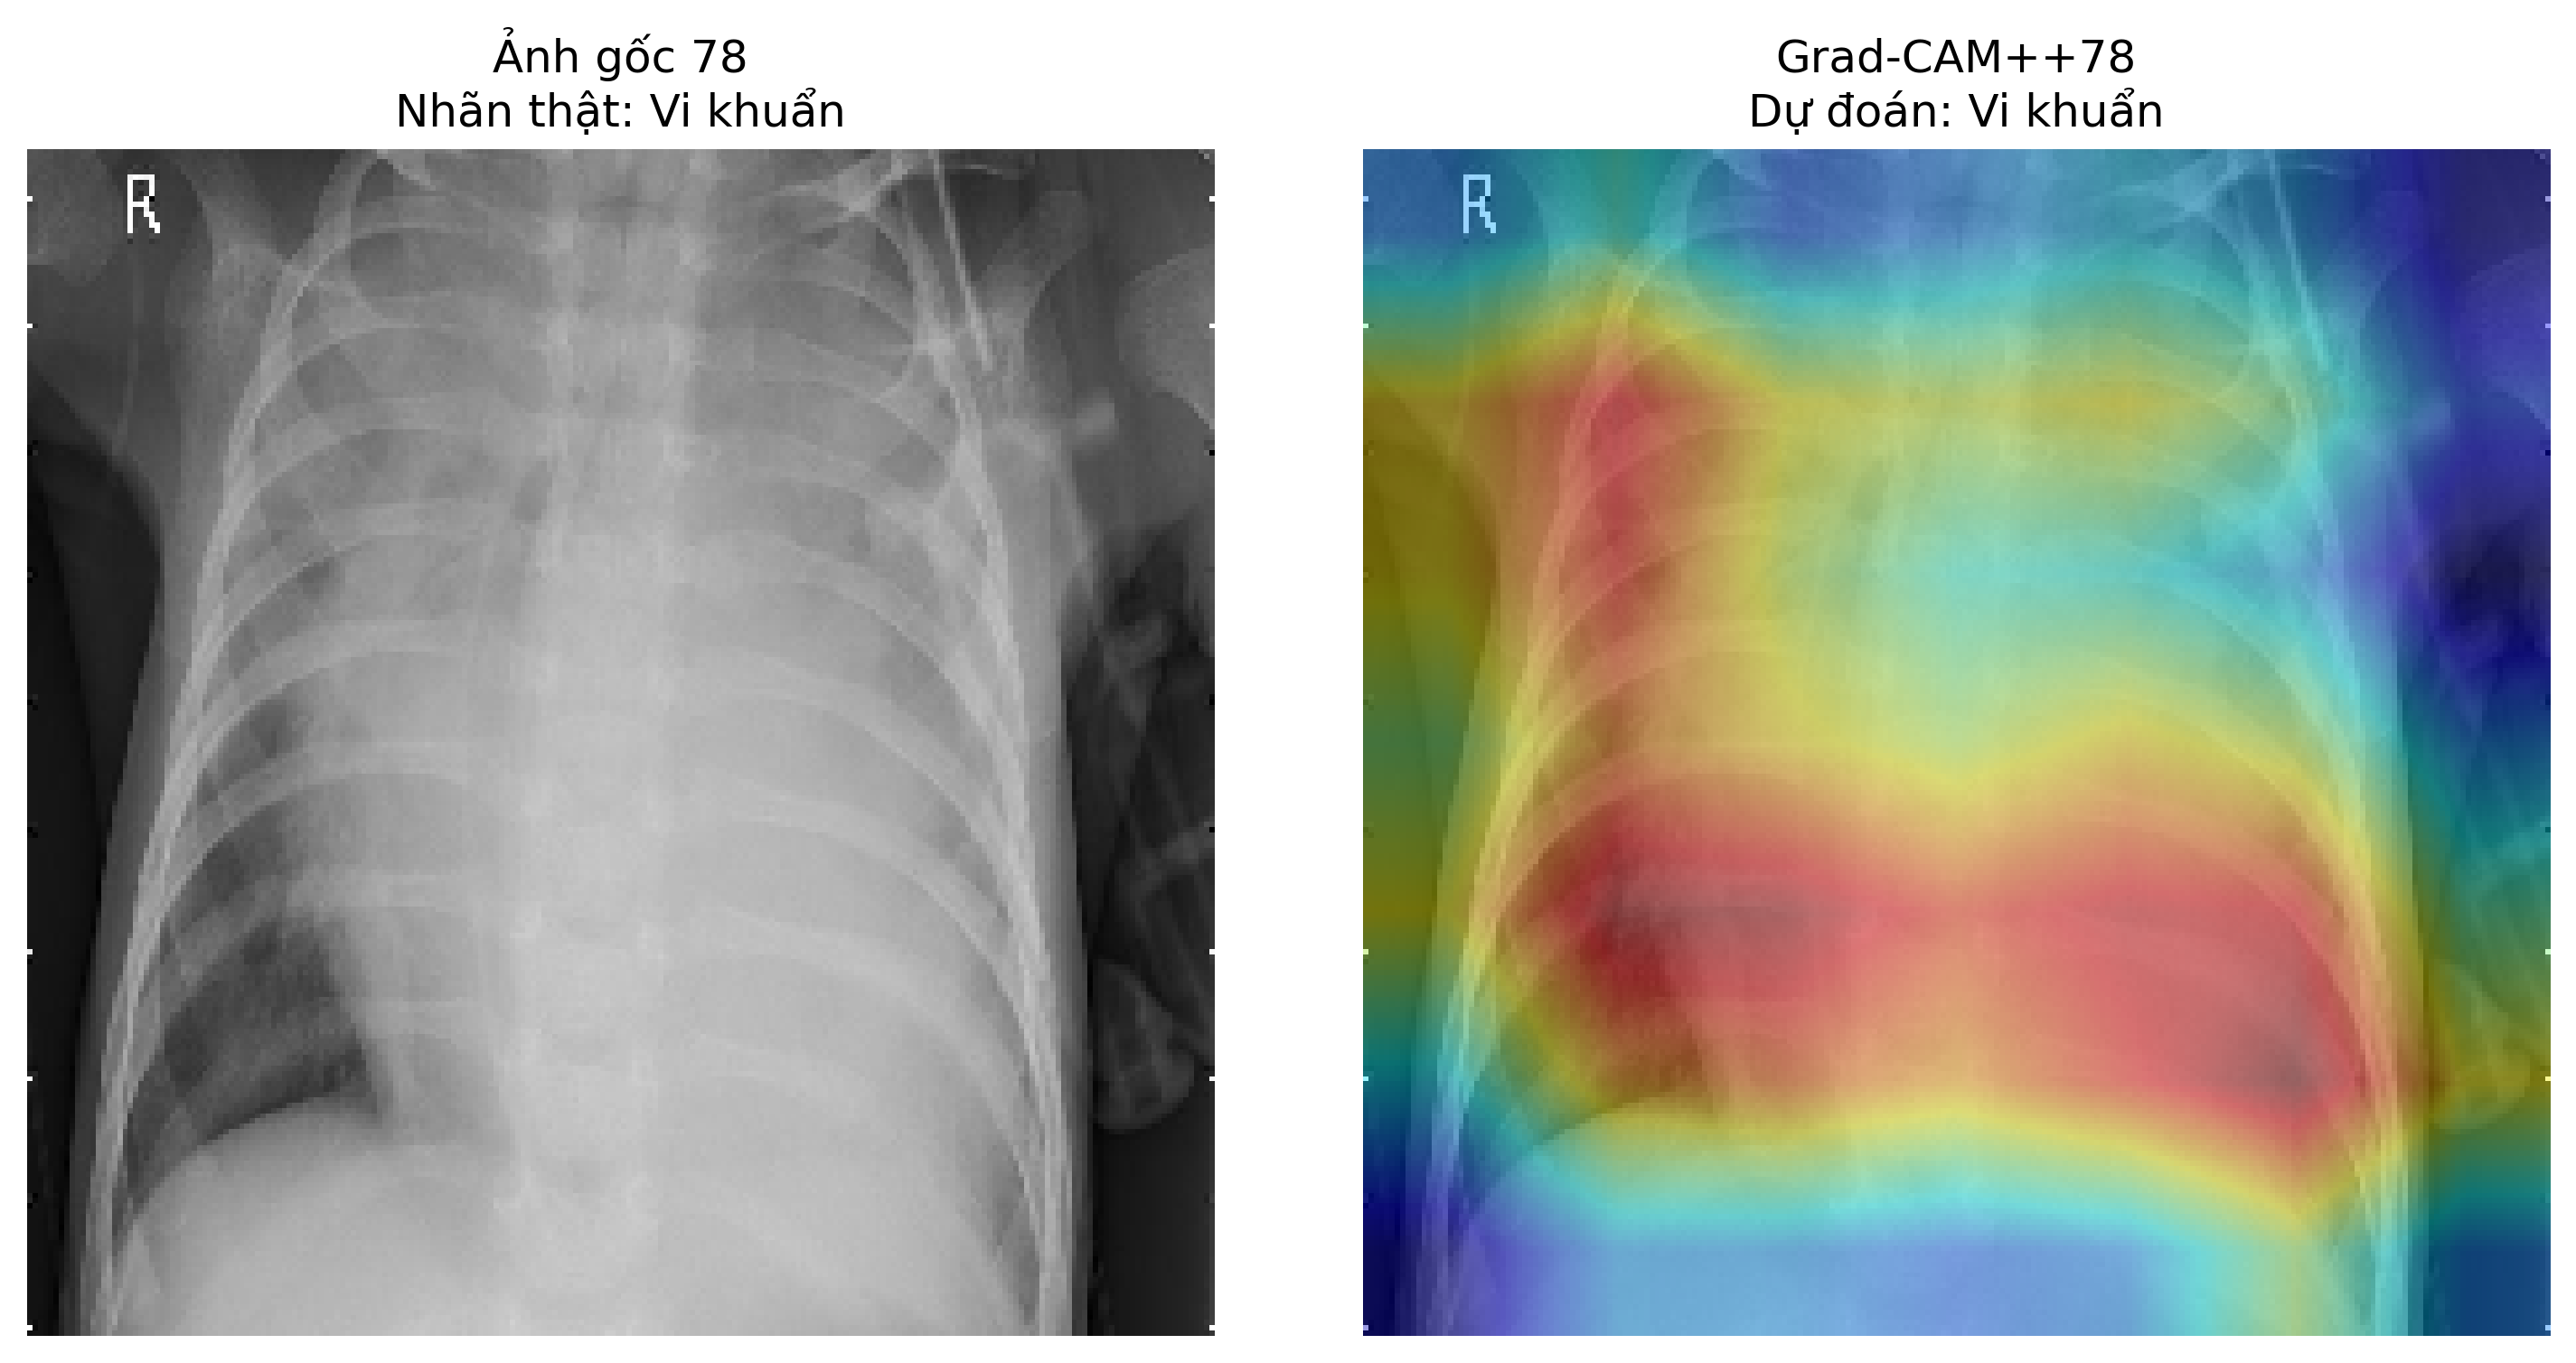 Ảnh gốc 78
Nhãn thật: Vi khuẩn
R
Grad-CAM++78
Dự đoán: Vi khuẩn
R